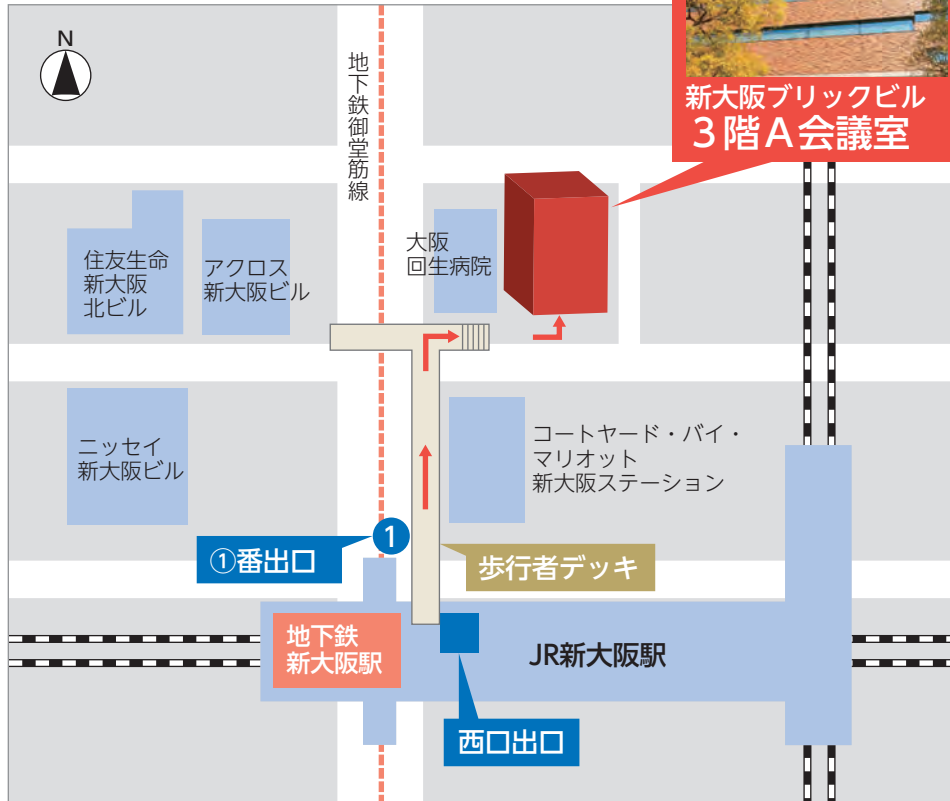 N
地下鉄御堂筋線
新大阪ブリックビル
3階A会議室
住友生命
新大阪
北ビル
アクロス
新大阪ビル
大阪
回生病院
ニッセイ
新大阪ビル
コートヤード・バイ・
マリオット
新大阪ステーション
1
①番出口
歩行者デッキ
地下鉄
新大阪駅
JR新大阪駅
西口出口